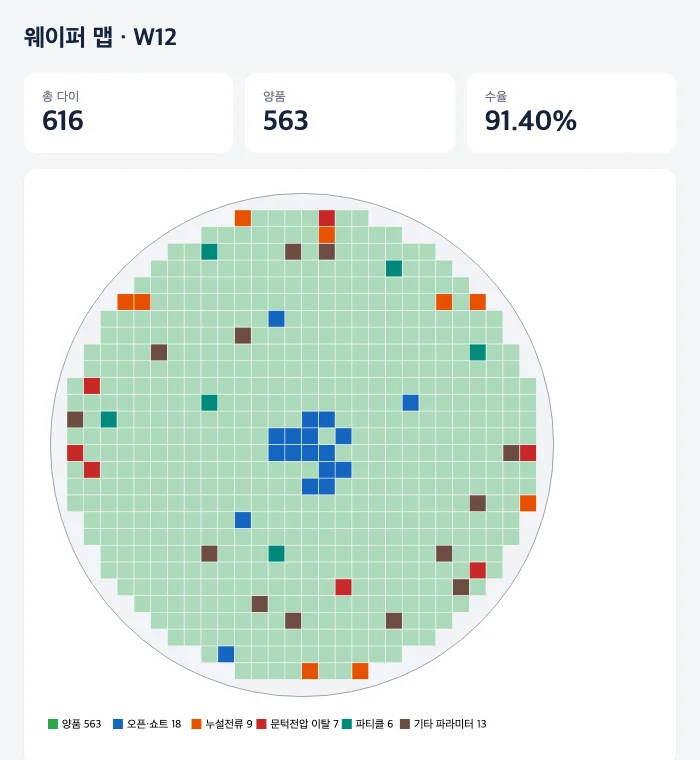 웨이퍼 맵 · W12
총 다이
616
양품
563
수율
91.40%
양품 563 오픈·쇼트 18 누설전류 9 문턱전압 이탈 7 파티클 6 기타 파라미터 13